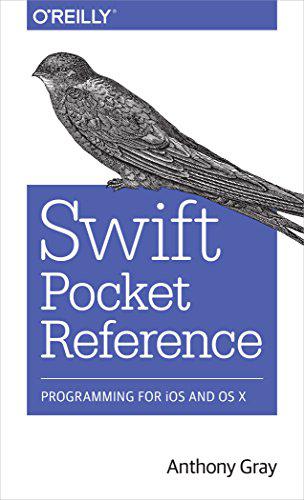 O'REILLY®
Swift
Pocket
Reference
PROGRAMMING FOR iOS AND OS X
Anthony Gray